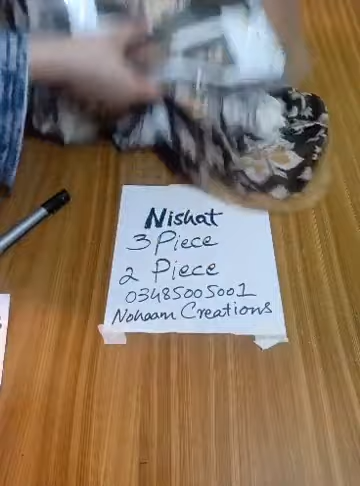 Nishat
3 Piece
2 Piece
03485005001
Nohaam Creations